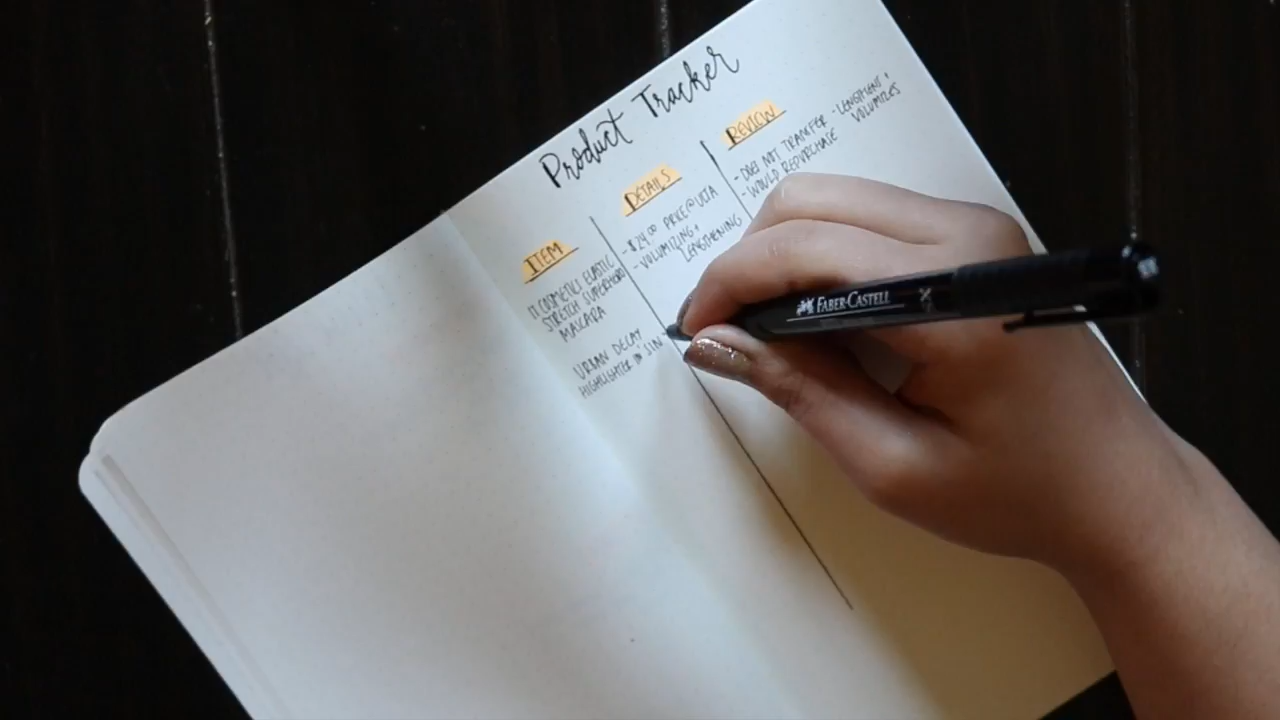 Product Tracker
ITEM
IT COSMETICS ELASTIC
STRETCH SUPERHERO
MASCARA
URBAN DECAY
HIGHLIGHTER IN SIN
DETAILS
- $24.00 PRICE @ ULTA
- VOLUMIZING +
LENGTHENING
REVIEW
- DOES NOT TRANSFER
- WOULD REPURCHASE
- LENGTHENS +
VOLUMIZES
FABER-CASTELL